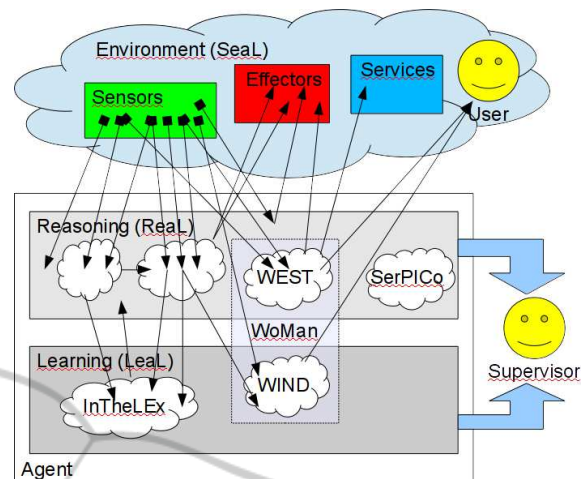 Environment (SeaL)
Sensors
Effectors
Services
User
Reasoning (ReaL)
WEST
SerPICo
WoMan
Learning (LeaL)
InTheLEx
WIND
Supervisor
Agent